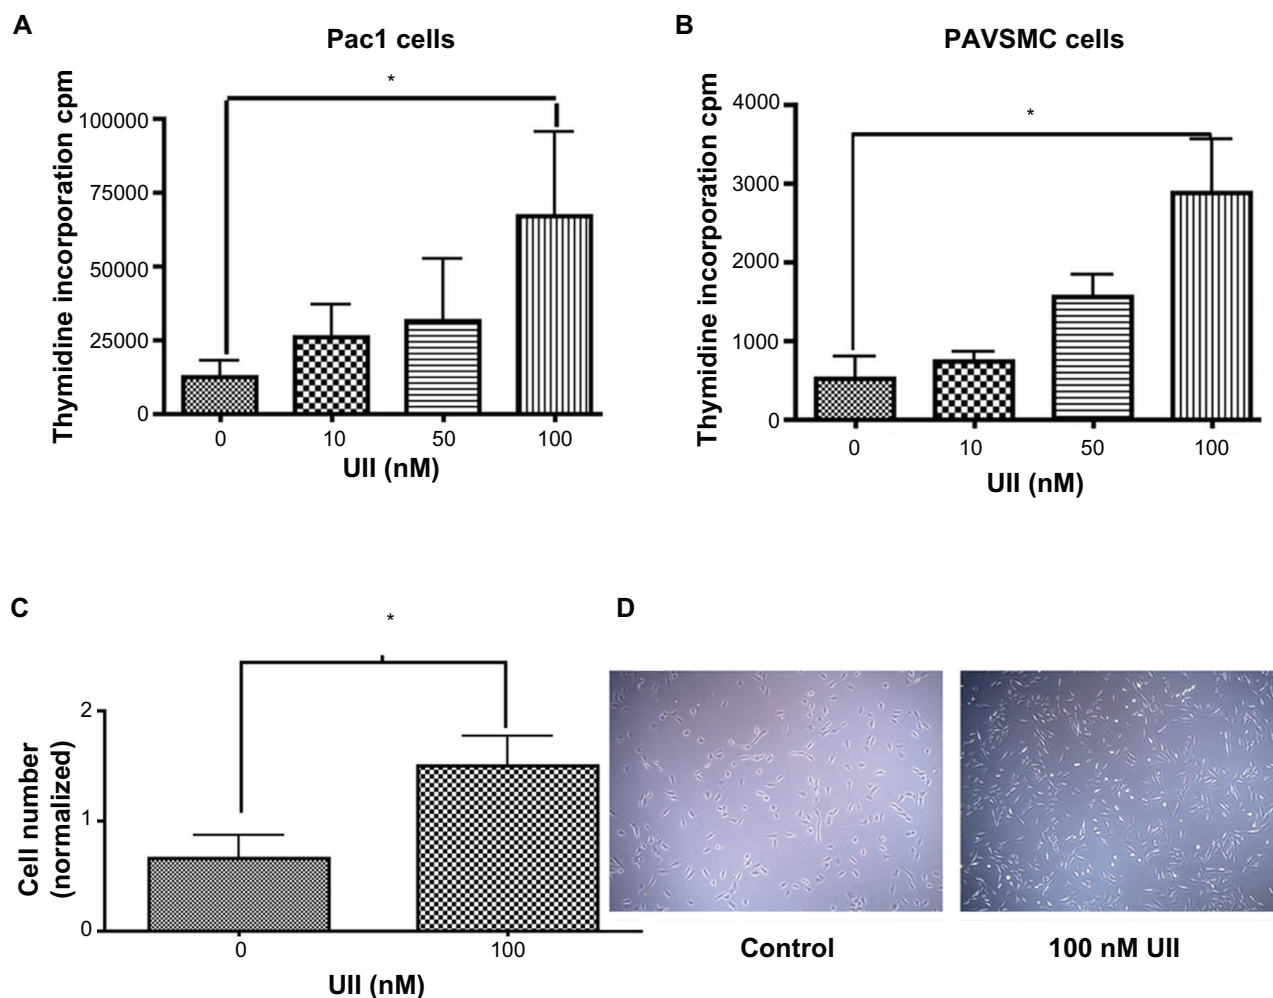 A
Pac1 cells
*
Thymidine incorporation cpm
100000
75000
50000
25000
0
0 10 50 100
UII (nM)
B
PAVSMC cells
*
Thymidine incorporation cpm
4000
3000
2000
1000
0
0 10 50 100
UII (nM)
C
*
Cell number
(normalized)
2
1
0
0 100
UII (nM)
D
Control
100 nM UII